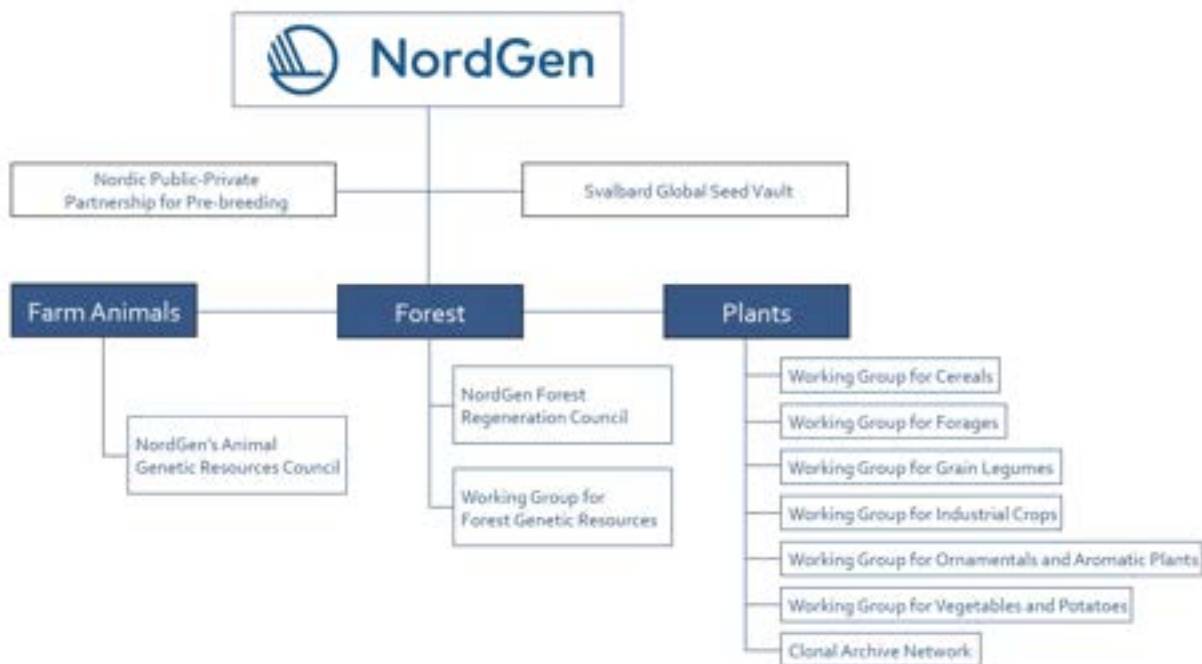 NordGen
Nordic Public-Private
Partnership for Pre-breeding
Svalbard Global Seed Vault
Farm Animals
Forest
Plants
NordGen's Animal
Genetic Resources Council
NordGen Forest
Regeneration Council
Working Group for
Forest Genetic Resources
Working Group for Cereals
Working Group for Forages
Working Group for Grain Legumes
Working Group for Industrial Crops
Working Group for Ornamentals and Aromatic Plants
Working Group for Vegetables and Potatoes
Clonal Archive Network